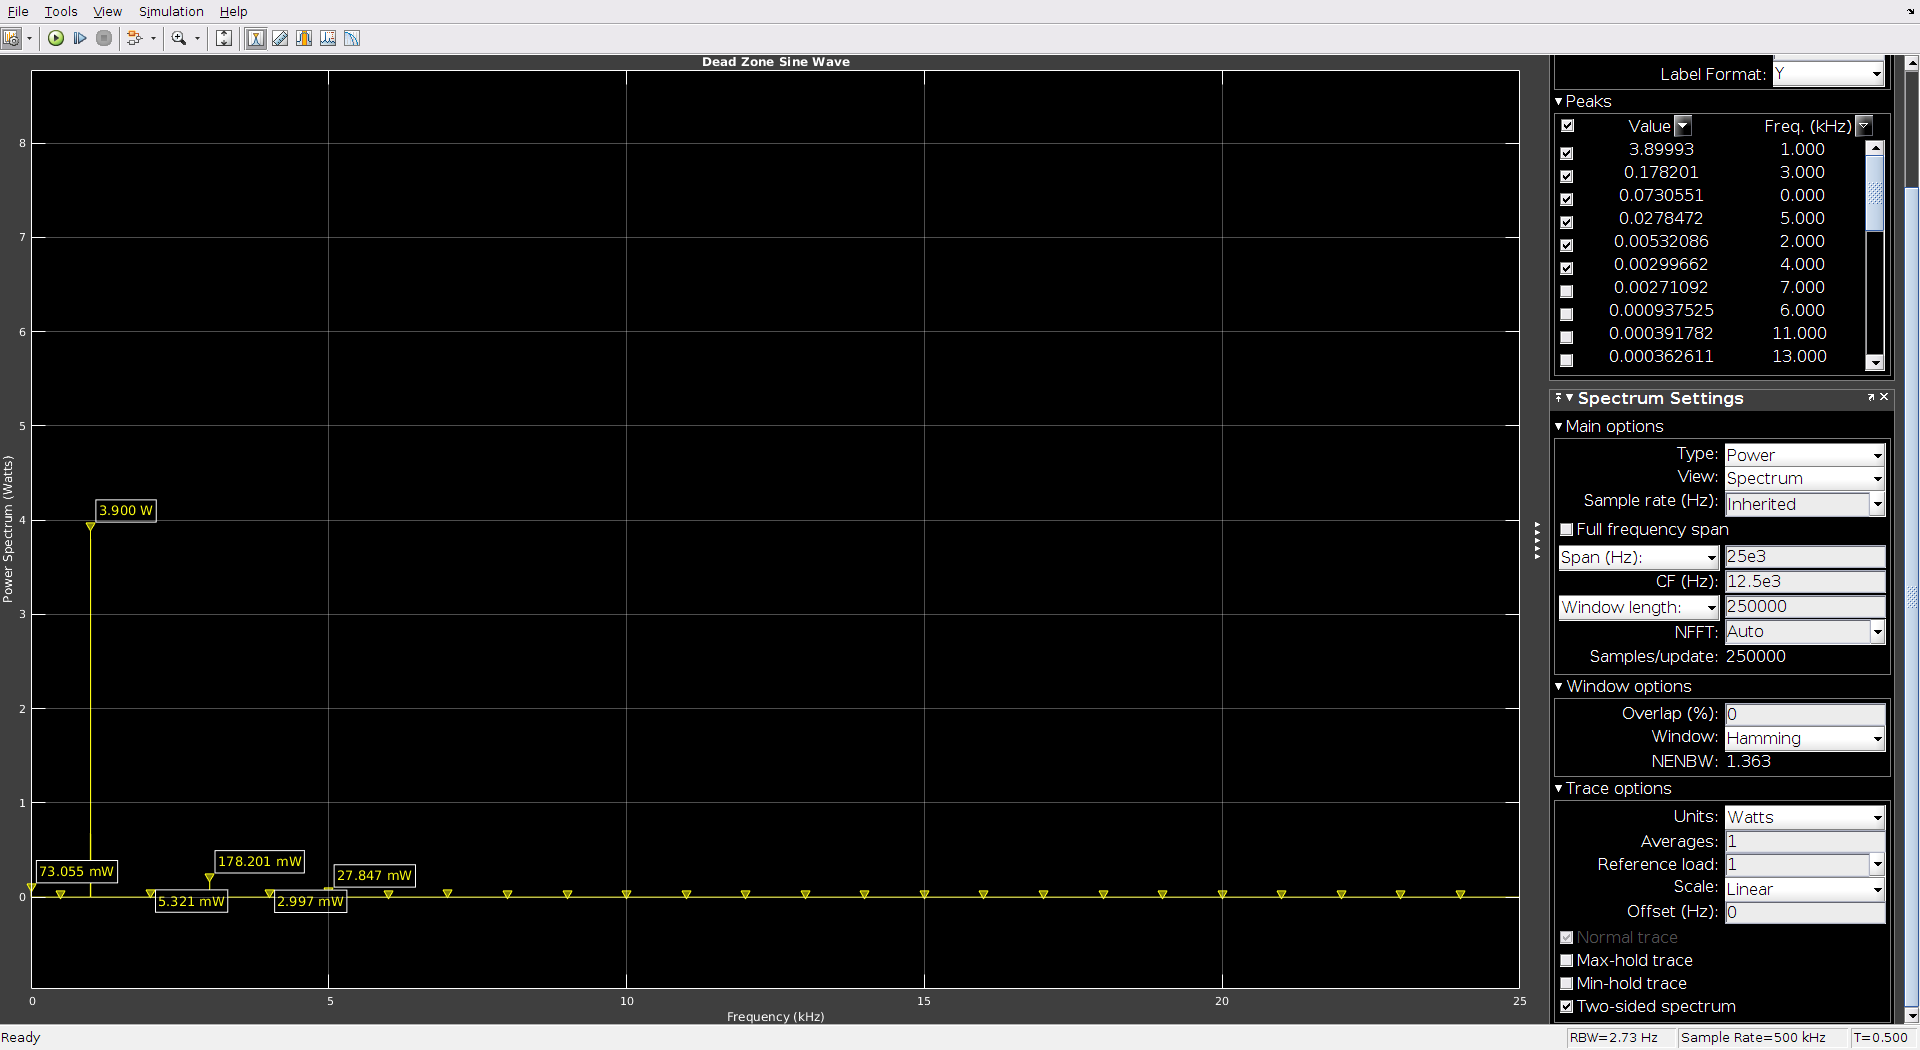 File Tools View Simulation Help
Dead Zone Sine Wave
8
7
6
5
4
3
2
1
0
Power Spectrum (Watts)
3.900 W
73.055 mW
178.201 mW
27.847 mW
5.321 mW
2.997 mW
0 5 10 15 20 25
Frequency (kHz)
Label Format: Y
Peaks
Value Freq. (kHz)
3.89993 1.000
0.178201 3.000
0.0730551 0.000
0.0278472 5.000
0.00532086 2.000
0.00299662 4.000
0.00271092 7.000
0.000937525 6.000
0.000391782 11.000
0.000362611 13.000
Spectrum Settings
Main options
Type: Power
View: Spectrum
Sample rate (Hz): Inherited
Full frequency span
Span (Hz): 25e3
CF (Hz): 12.5e3
Window length: 250000
NFFT: Auto
Samples/update: 250000
Window options
Overlap (%): 0
Window: Hamming
NENBW: 1.363
Trace options
Units: Watts
Averages: 1
Reference load: 1
Scale: Linear
Offset (Hz): 0
Normal trace
Max-hold trace
Min-hold trace
Two-sided spectrum
Ready
RBW=2.73 Hz Sample Rate=500 kHz T=0.500